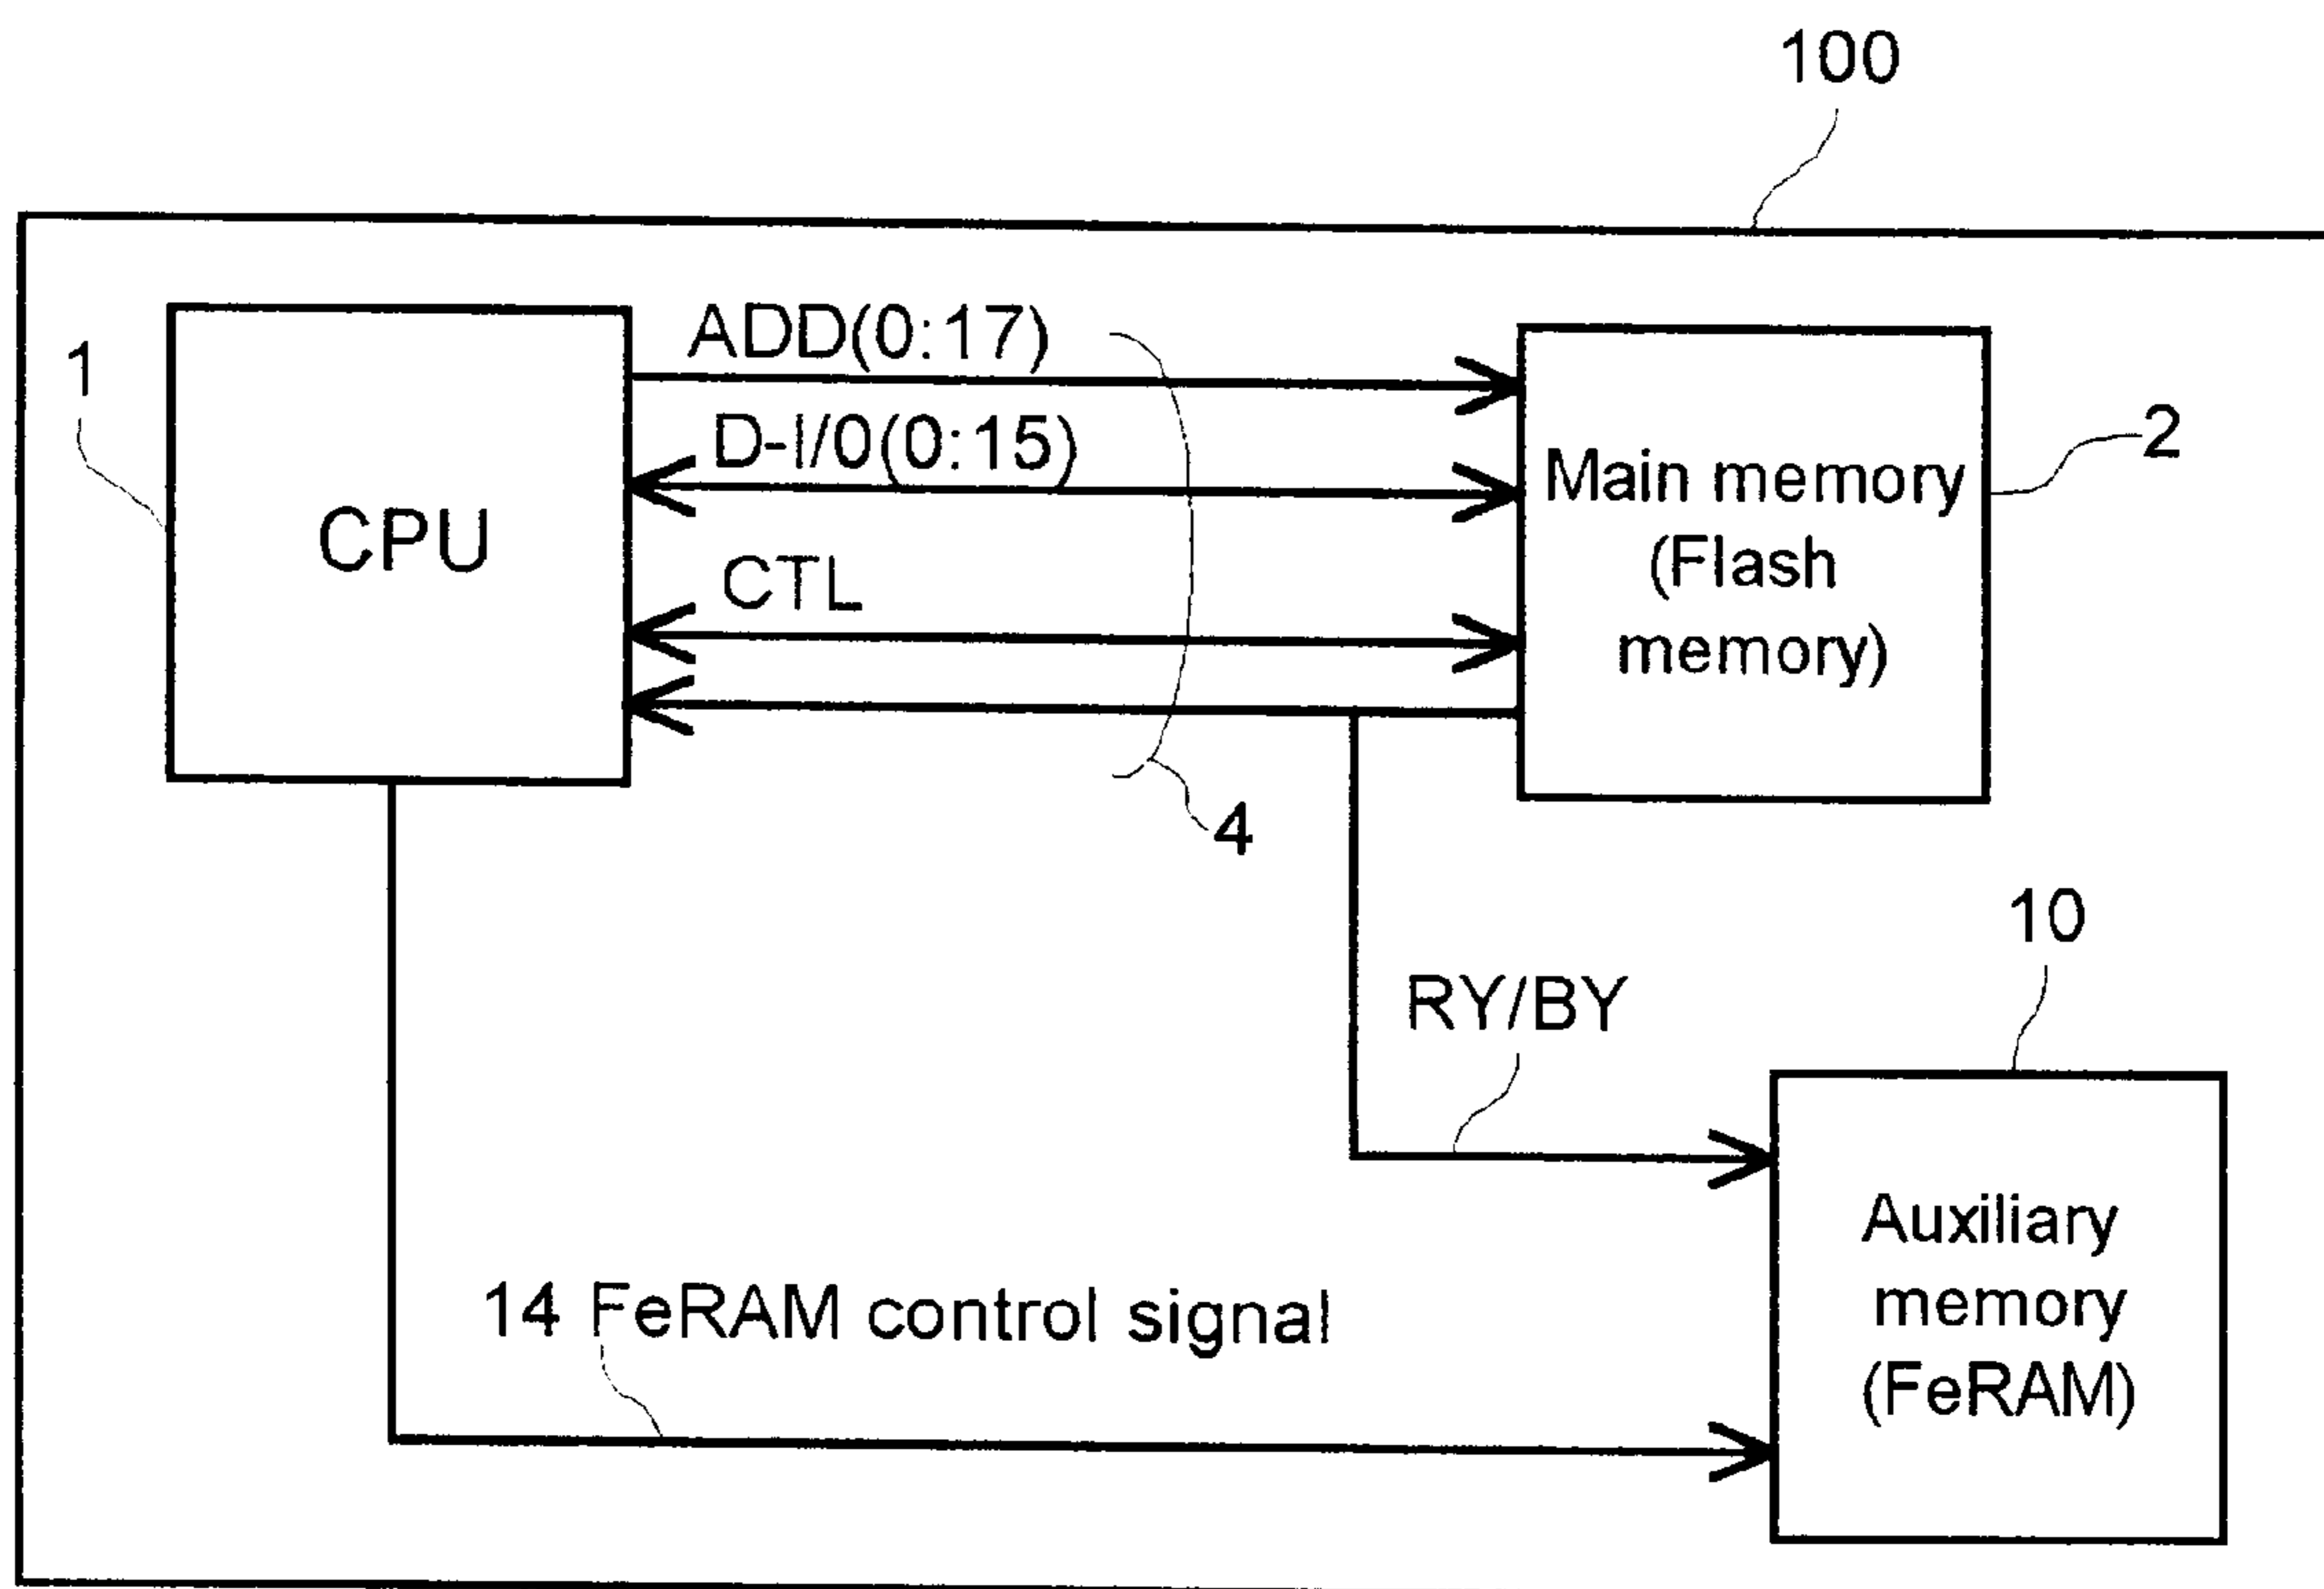 100
ADD(0:17)
1
D-I/0(0:15)
2
CPU
Main memory
(Flash
memory)
CTL
4
10
RY/BY
Auxiliary
memory
(FeRAM)
14 FeRAM control signal